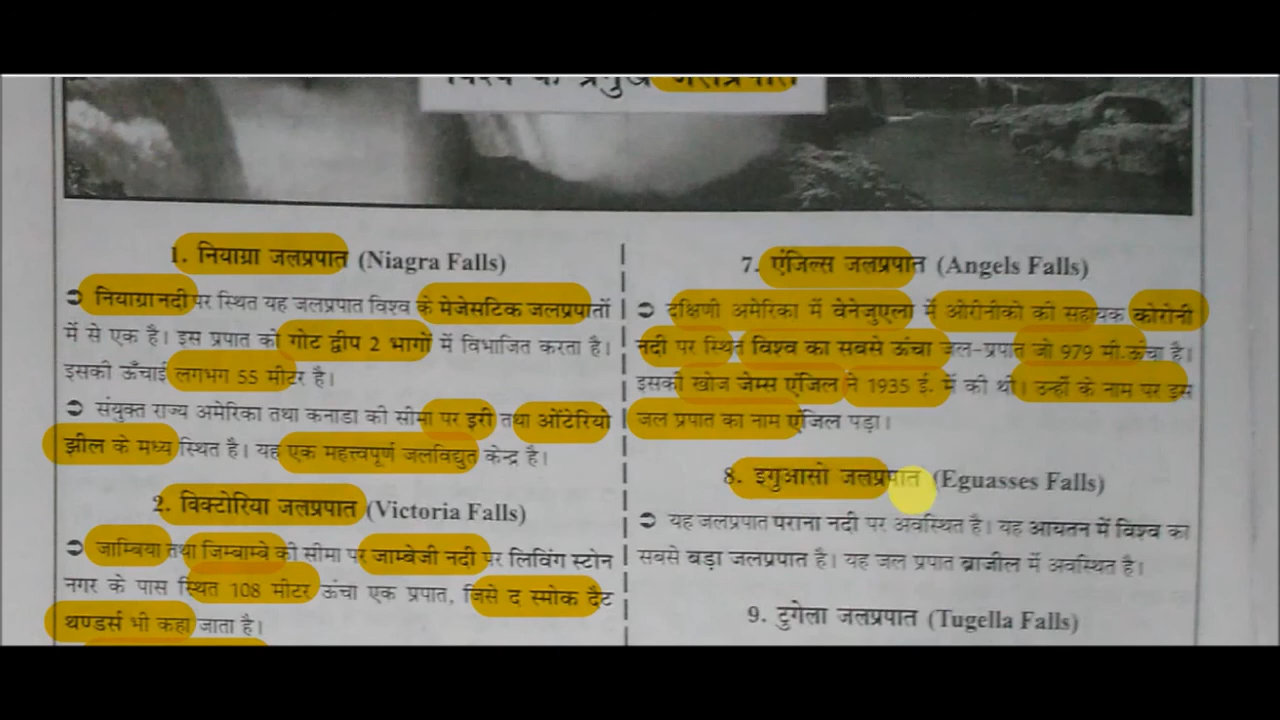 विश्व के प्रमुख जलप्रपात
1. नियाग्रा जलप्रपात (Niagra Falls)
➲ नियाग्रा नदी पर स्थित यह जलप्रपात विश्व के मेजेसटिक जलप्रपातों
में से एक है। इस प्रपात को गोट द्वीप 2 भागों में विभाजित करता है।
इसकी ऊँचाई लगभग 55 मीटर है।
➲ संयुक्त राज्य अमेरिका तथा कनाडा की सीमा पर इरी तथा ओंटेरियो
झील के मध्य स्थित है। यह एक महत्त्वपूर्ण जलविद्युत केन्द्र है।
2. विक्टोरिया जलप्रपात (Victoria Falls)
➲ जाम्बिया तथा जिम्बाम्बे की सीमा पर जाम्बेजी नदी पर लिविंग स्टोन
नगर के पास स्थित 108 मीटर ऊंचा एक प्रपात, जिसे द स्मोक दैट
थण्डर्स भी कहा जाता है।
7. एंजिल्स जलप्रपात (Angels Falls)
➲ दक्षिणी अमेरिका में वेनेजुएला में ओरीनीको की सहायक कोरोनी
नदी पर स्थित विश्व का सबसे ऊंचा जल-प्रपात जो 979 मी.ऊंचा है।
इसकी खोज जेम्स एंजिल ने 1935 ई. में की थी। उन्हीं के नाम पर इस
जल प्रपात का नाम एंजिल पड़ा।
8. इगुआसो जलप्रपात (Eguasses Falls)
➲ यह जलप्रपात पराना नदी पर अवस्थित है। यह आयतन में विश्व का
सबसे बड़ा जलप्रपात है। यह जल प्रपात ब्राजील में अवस्थित है।
9. टुगेला जलप्रपात (Tugella Falls)